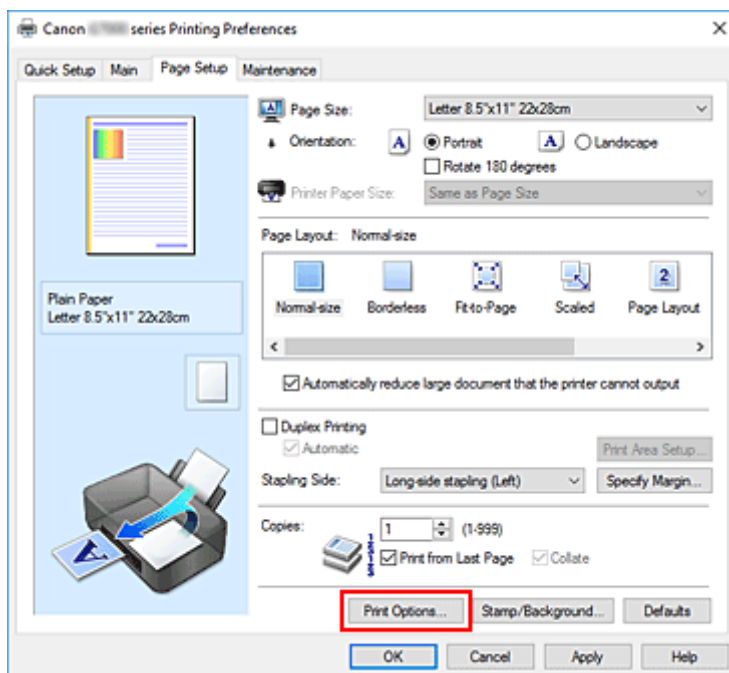 Canon series Printing Preferences
Quick Setup Main Page Setup Maintenance
Page Size: Letter 8.5"x11" 22x28cm
Orientation: A Portrait A Landscape
Rotate 180 degrees
Printer Paper Size: Same as Page Size
Page Layout: Normal-size
2
Normal-size Borderless Fit-to-Page Scaled Page Layout
Plain Paper
Letter 8.5"x11" 22x28cm
Automatically reduce large document that the printer cannot output
Duplex Printing
Automatic Print Area Setup...
Stapling Side: Long-side stapling (Left) Specify Margin...
Copies: 1 (1-999)
Print from Last Page Collate
A
Print Options... Stamp/Background... Defaults
OK Cancel Apply Help